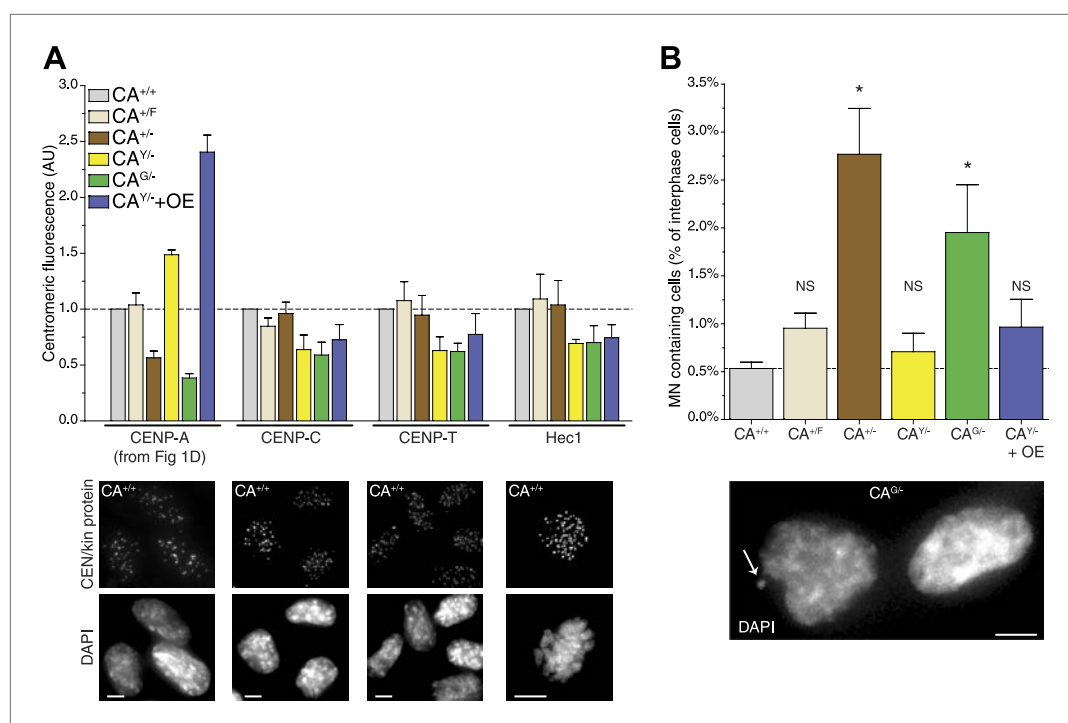 A
3.0
2.5
2.0
1.5
1.0
0.5
0.0
Centromeric fluorescence (AU)
CA+/+
CA+/F
CA+/-
CAY/-
CAG/-
CAY/-+OE
CENP-A
(from Fig 1D)
CENP-C
CENP-T
Hec1
CEN/kin protein
CA+/+
CA+/+
CA+/+
CA+/+
DAPI
B
3.5%
3.0%
2.5%
2.0%
1.5%
1.0%
0.5%
0.0%
MN containing cells (% of interphase cells)
NS
*
NS
*
NS
CA+/+
CA+/F
CA+/-
CAY/-
CAG/-
CAY/-
+ OE
CAG/-
DAPI